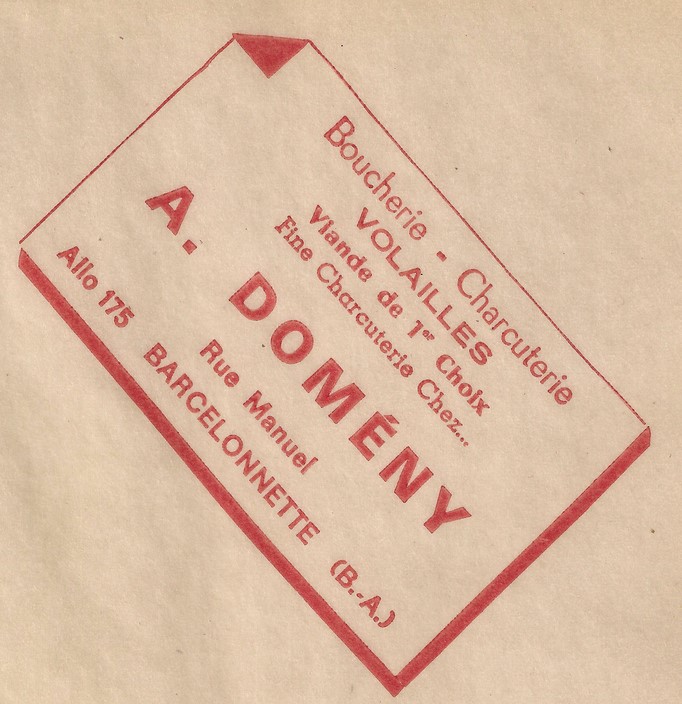 Boucherie - Charcuterie
VOLAILLES
Viande de 1er Choix
Fine Charcuterie Chez...
A. DOMÉNY
Rue Manuel
Allo 175 BARCELONNETTE (B.-A.)